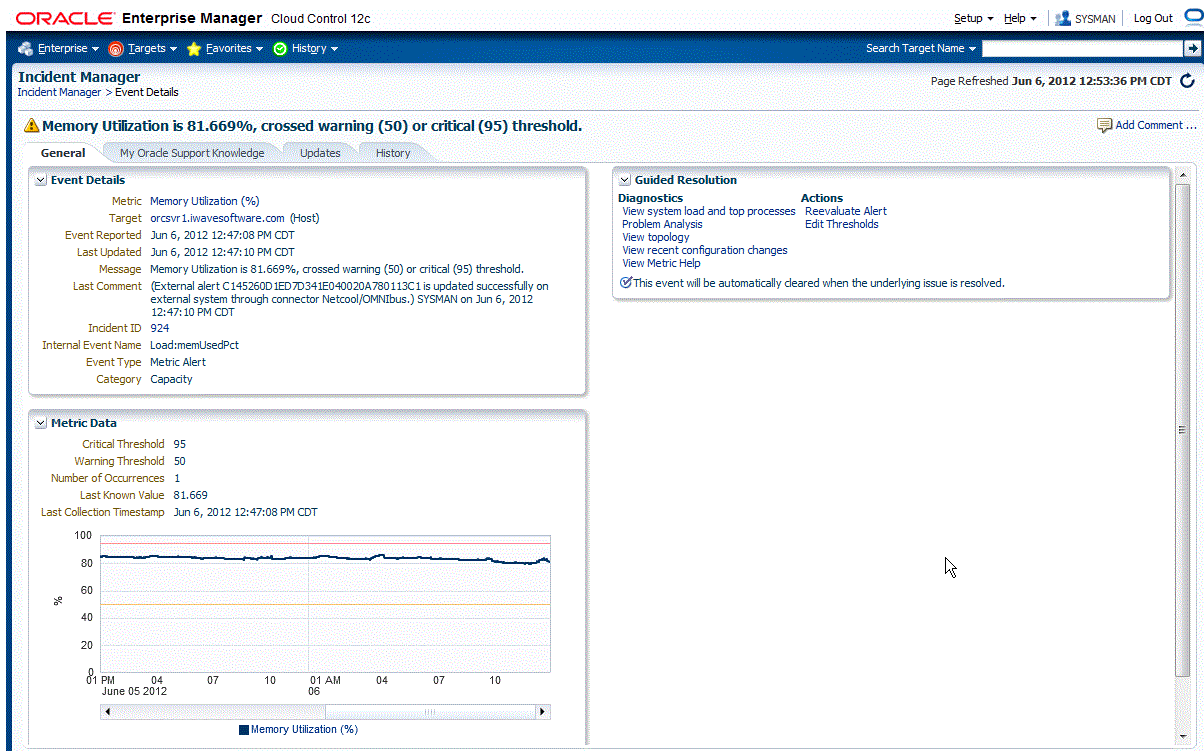 ORACLE Enterprise Manager Cloud Control 12c
Setup Help SYSMAN Log Out
Enterprise Targets Favorites History Search Target Name
Incident Manager
Incident Manager > Event Details
Page Refreshed Jun 6, 2012 12:53:36 PM CDT
Memory Utilization is 81.669%, crossed warning (50) or critical (95) threshold.
Add Comment ...
General My Oracle Support Knowledge Updates History
Event Details
Metric Memory Utilization (%)
Target orcsvr1.iwavesoftware.com (Host)
Event Reported Jun 6, 2012 12:47:08 PM CDT
Last Updated Jun 6, 2012 12:47:10 PM CDT
Message Memory Utilization is 81.669%, crossed warning (50) or critical (95) threshold.
Last Comment (External alert C145260D1ED7D341E040020A780113C1 is updated successfully on
external system through connector Netcool/OMNIbus.) SYSMAN on Jun 6, 2012
12:47:10 PM CDT
Incident ID 924
Internal Event Name Load:memUsedPct
Event Type Metric Alert
Category Capacity
Guided Resolution
Diagnostics Actions
View system load and top processes Reevaluate Alert
Problem Analysis Edit Thresholds
View topology
View recent configuration changes
View Metric Help
This event will be automatically cleared when the underlying issue is resolved.
Metric Data
Critical Threshold 95
Warning Threshold 50
Number of Occurrences 1
Last Known Value 81.669
Last Collection Timestamp Jun 6, 2012 12:47:08 PM CDT
100
80
60
%
40
20
0
01 PM 04 07 10 01 AM 04 07 10
June 05 2012 06
Memory Utilization (%)